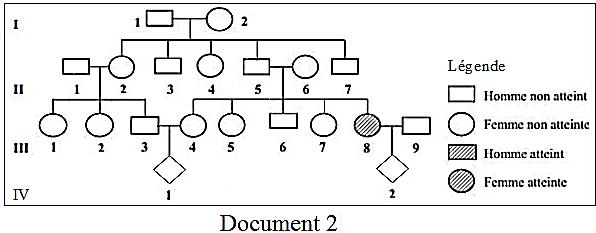 I
1 2
1 2 3 4 5 6 7
II
Légende
Homme non atteint
Femme non atteinte
Homme atteint
Femme atteinte
III
1 2 3 4 5 6 7 8 9
IV
1 2
Document 2